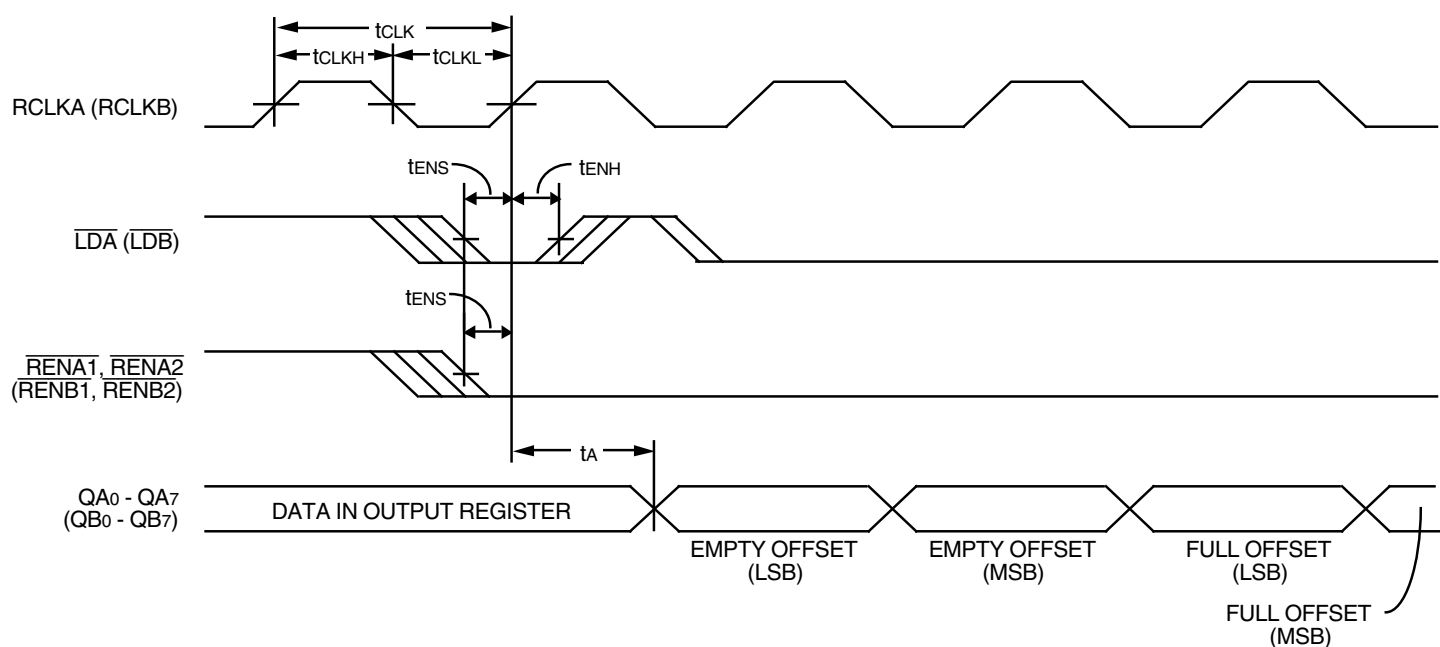 tCLK
tCLKH
tCLKL
RCLKA (RCLKB)
tENS
tENH
LDA (LDB)
tENS
RENA1, RENA2
(RENB1, RENB2)
tA
QA0 - QA7
(QB0 - QB7)
DATA IN OUTPUT REGISTER
EMPTY OFFSET
(LSB)
EMPTY OFFSET
(MSB)
FULL OFFSET
(LSB)
FULL OFFSET
(MSB)